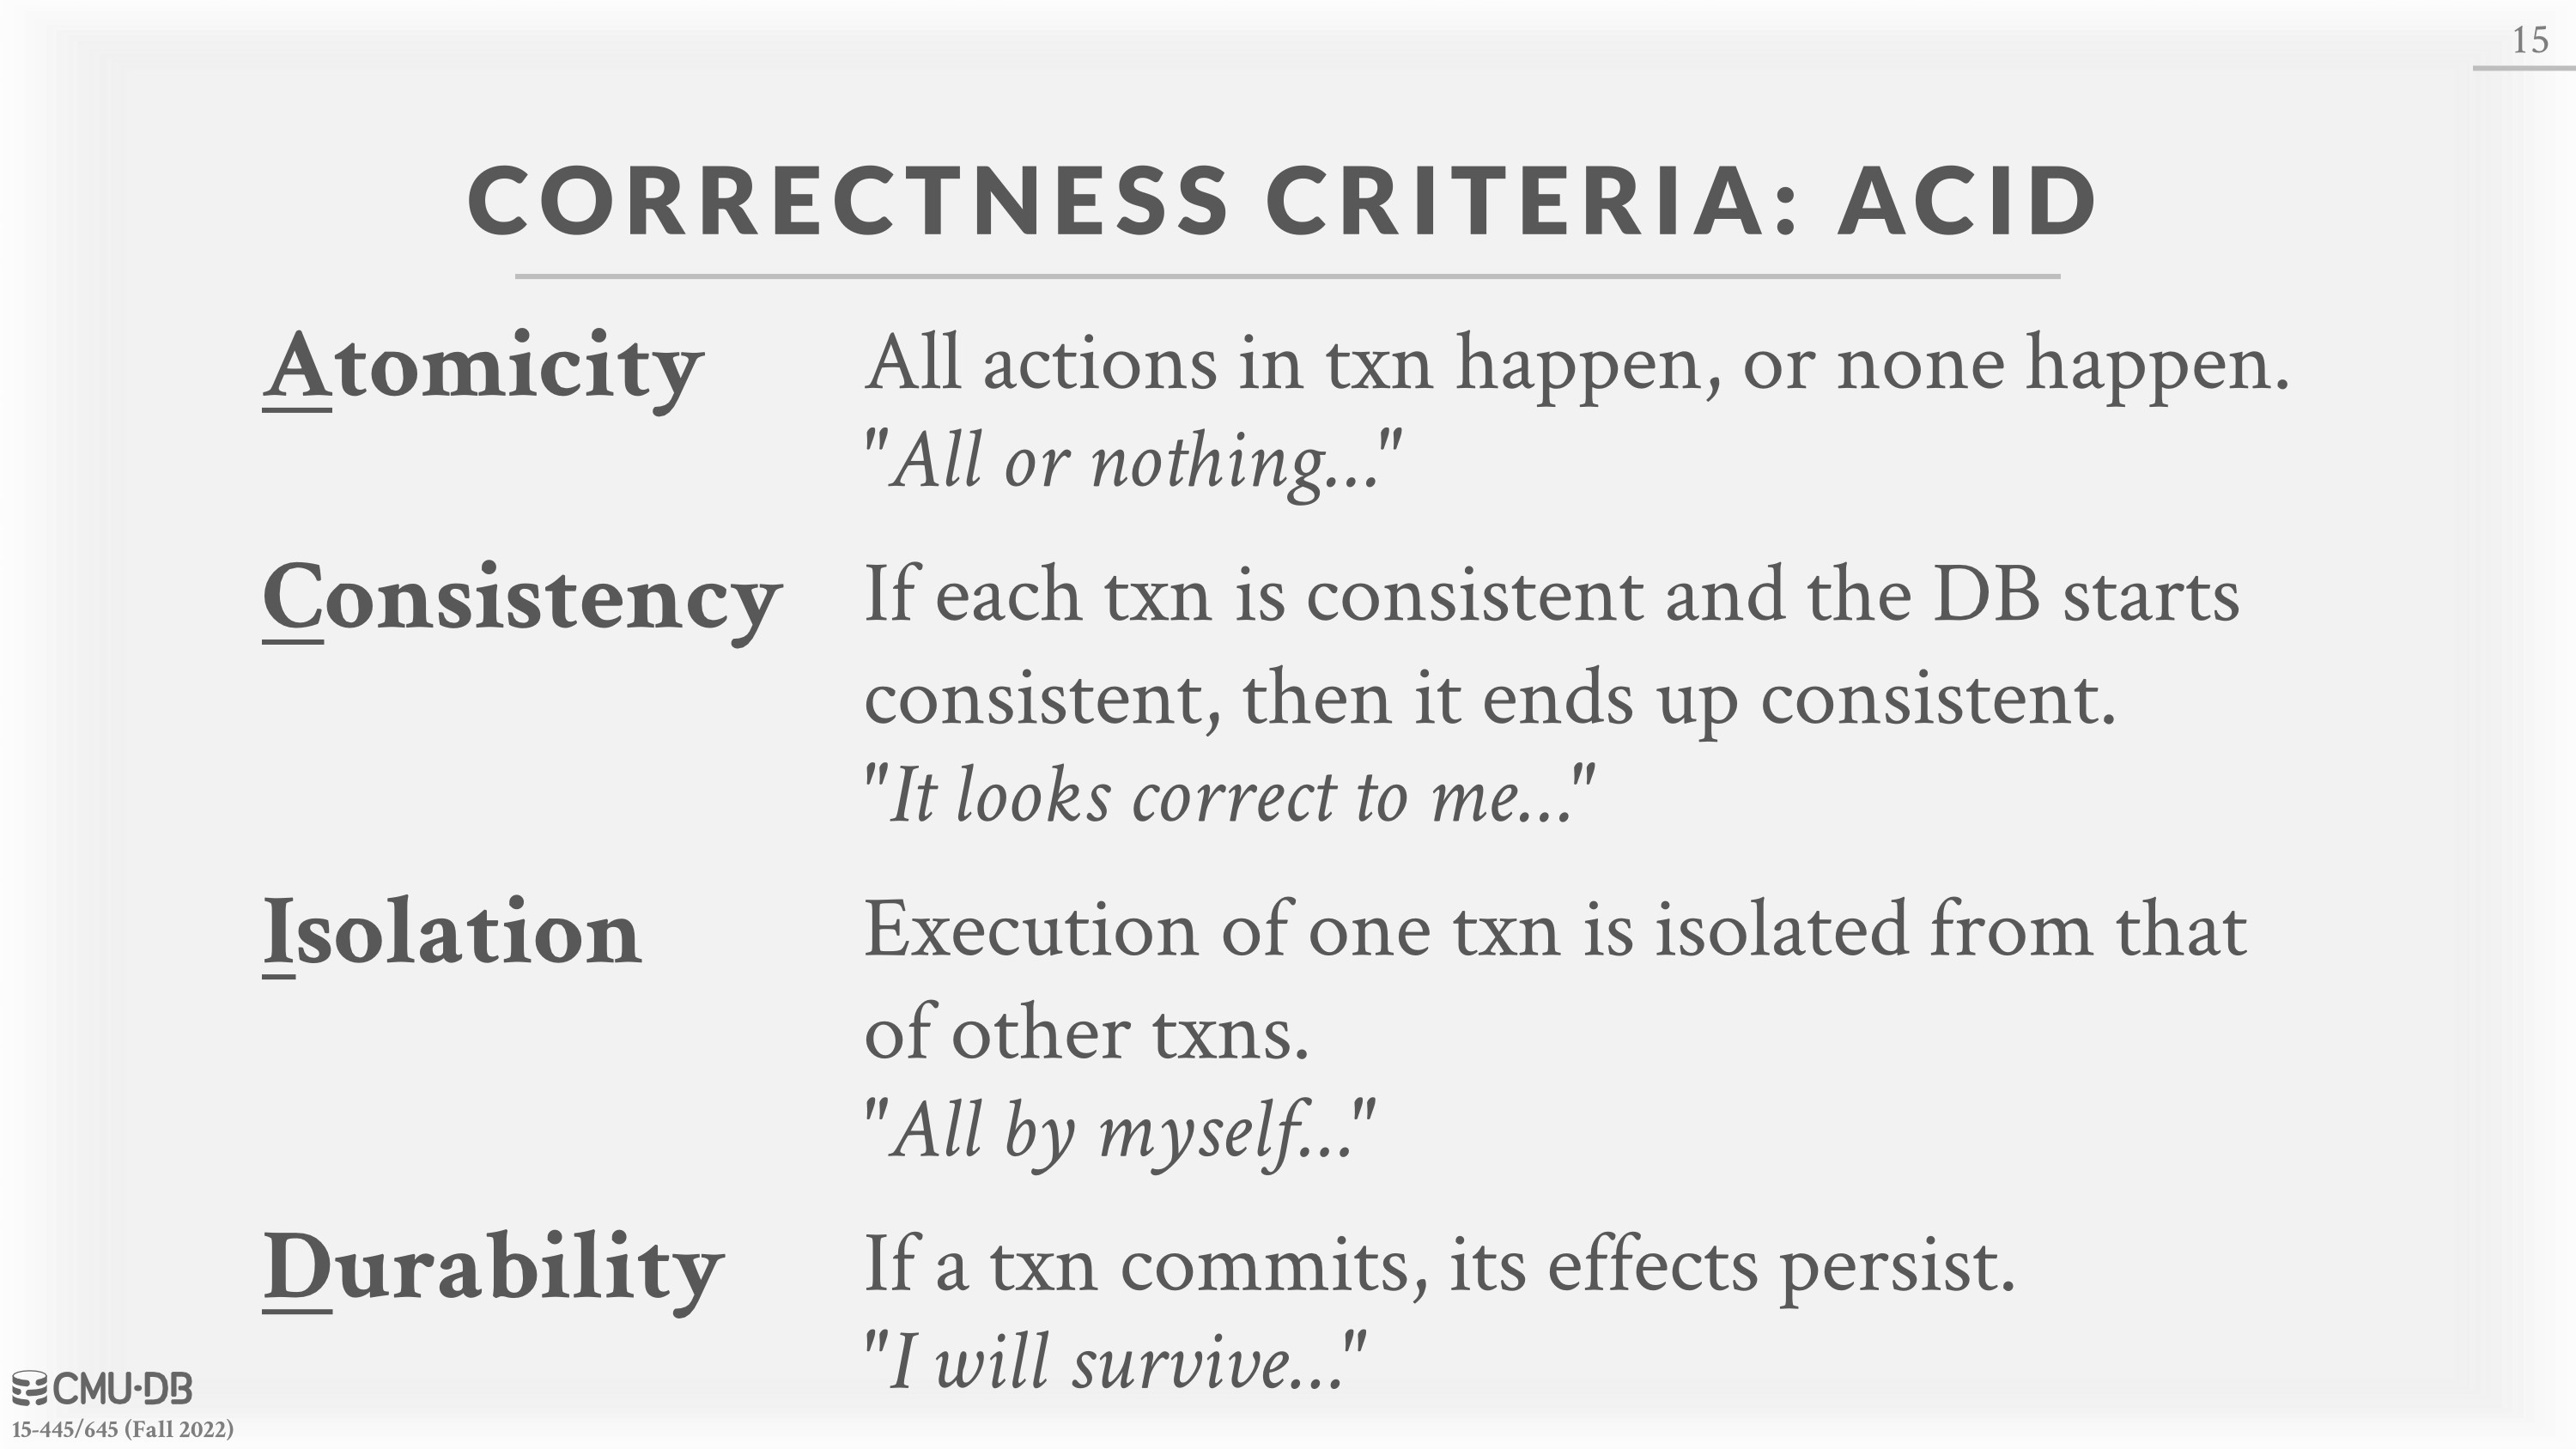 15
CORRECTNESS CRITERIA: ACID
Atomicity
All actions in txn happen, or none happen.
"All or nothing..."
Consistency
If each txn is consistent and the DB starts
consistent, then it ends up consistent.
"It looks correct to me..."
Isolation
Execution of one txn is isolated from that
of other txns.
"All by myself..."
Durability
If a txn commits, its effects persist.
"I will survive..."
CMU·DB
15-445/645 (Fall 2022)